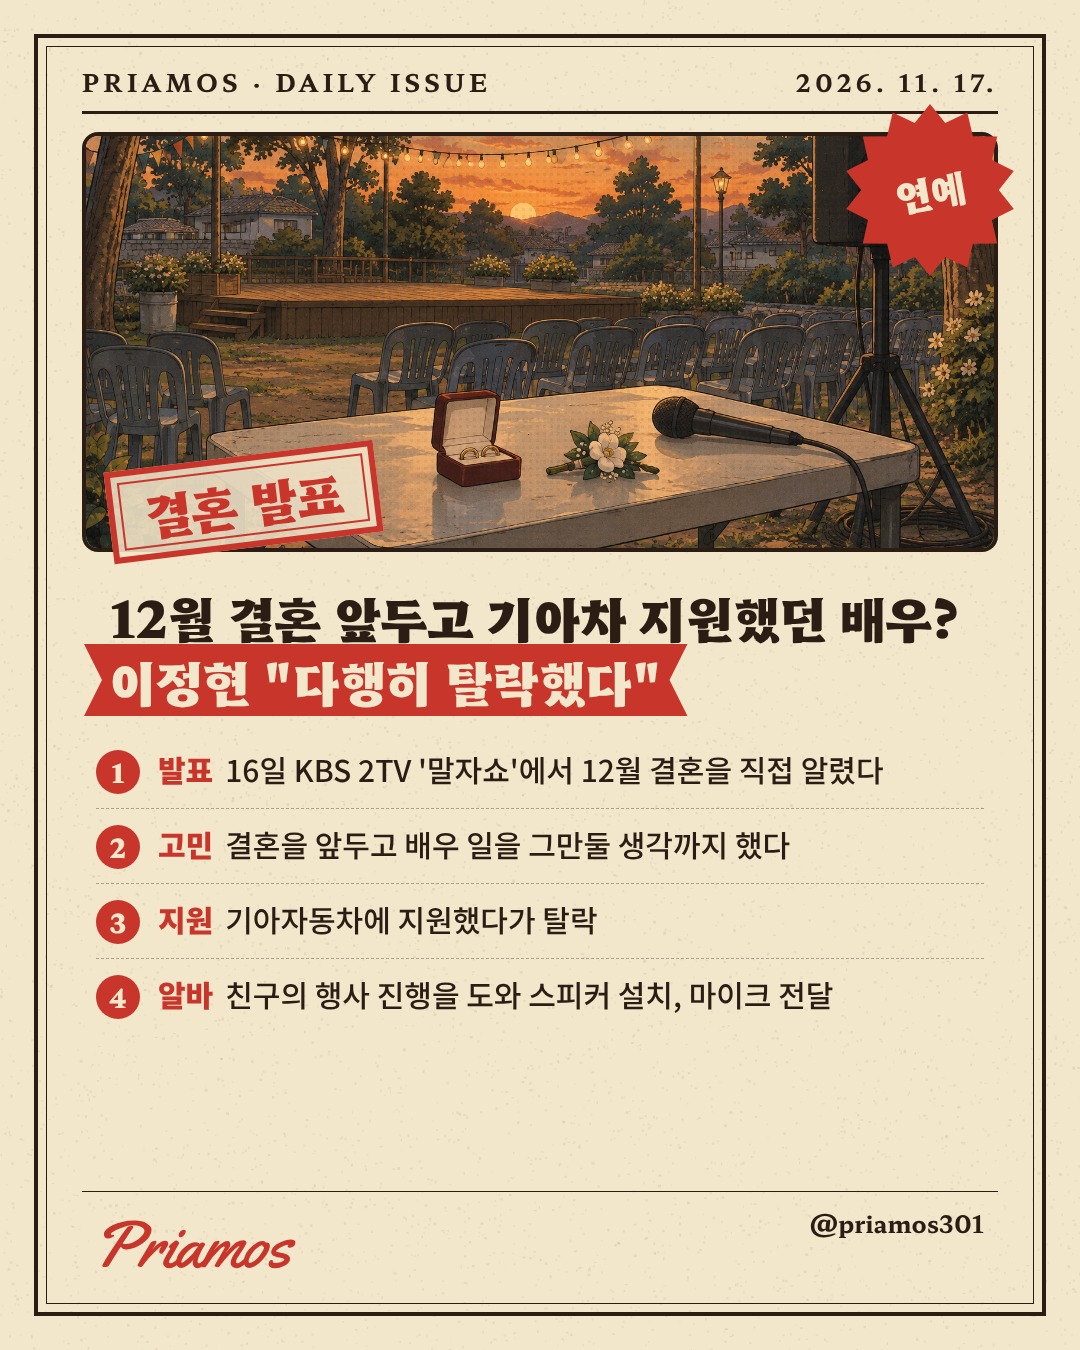 PRIAMOS · DAILY ISSUE
2026. 11. 17.
연예
결혼 발표
12월 결혼 앞두고 기아차 지원했던 배우?
이정현 "다행히 탈락했다"
1 발표 16일 KBS 2TV '말자쇼'에서 12월 결혼을 직접 알렸다
2 고민 결혼을 앞두고 배우 일을 그만둘 생각까지 했다
3 지원 기아자동차에 지원했다가 탈락
4 알바 친구의 행사 진행을 도와 스피커 설치, 마이크 전달
Priamos
@priamos301